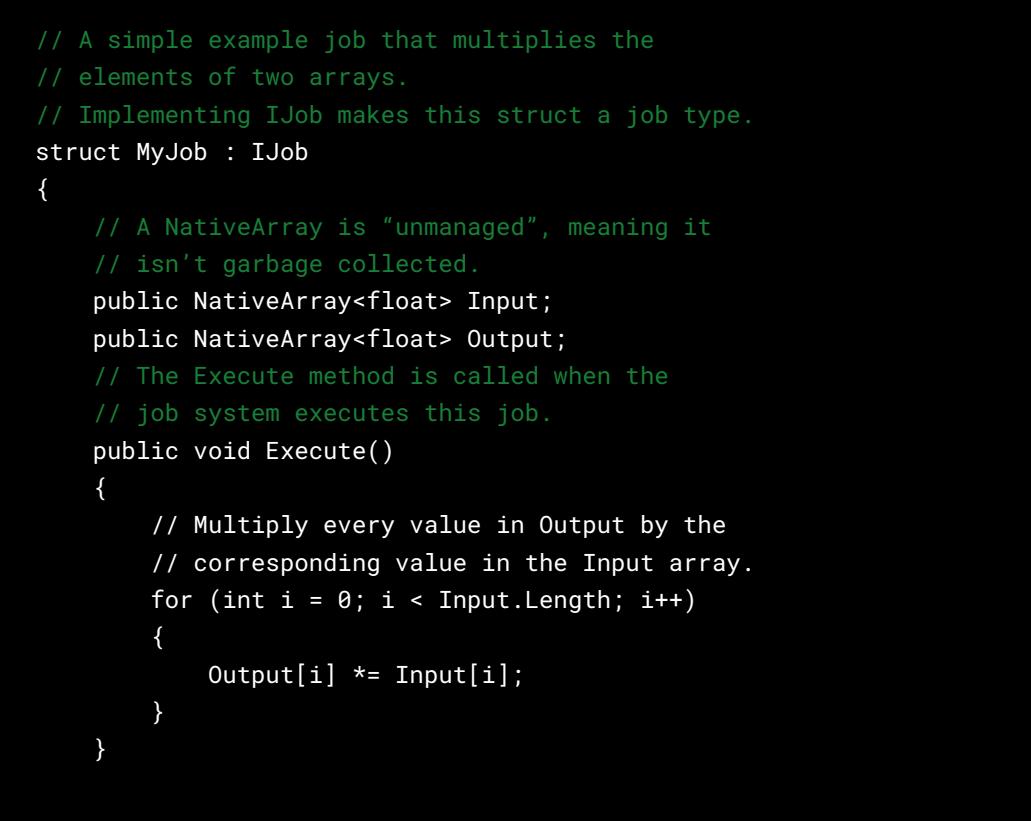 // A simple example job that multiplies the
// elements of two arrays.
// Implementing IJob makes this struct a job type.
struct MyJob : IJob
{
    // A NativeArray is “unmanaged”, meaning it
    // isn’t garbage collected.
    public NativeArray<float> Input;
    public NativeArray<float> Output;
    // The Execute method is called when the
    // job system executes this job.
    public void Execute()
    {
        // Multiply every value in Output by the
        // corresponding value in the Input array.
        for (int i = 0; i < Input.Length; i++)
        {
            Output[i] *= Input[i];
        }
    }